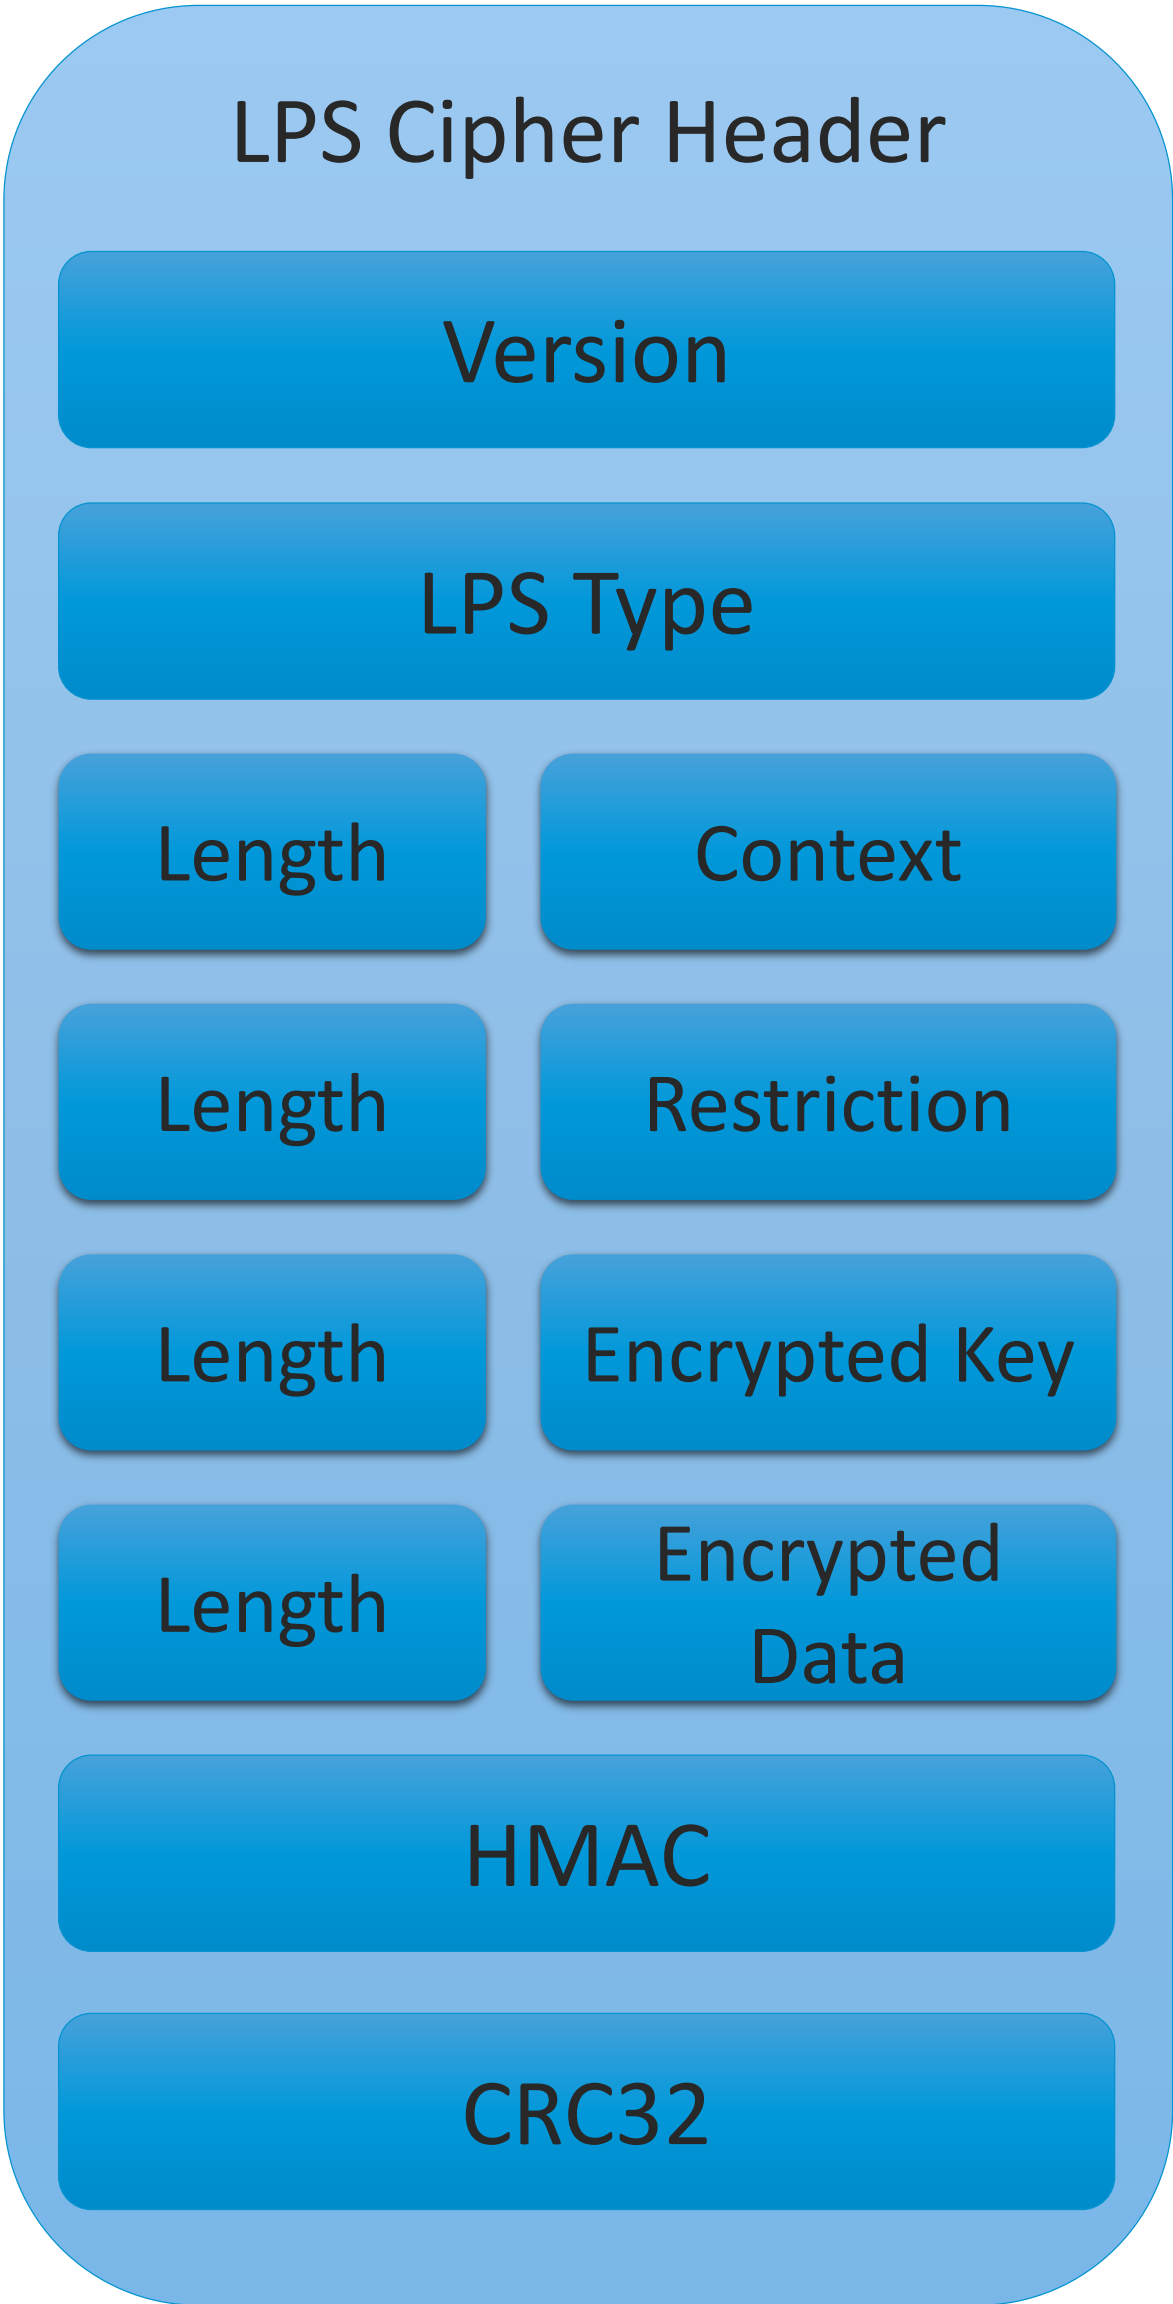 LPS Cipher Header
Version
LPS Type
Length Context
Length Restriction
Length Encrypted Key
Length Encrypted
Data
HMAC
CRC32